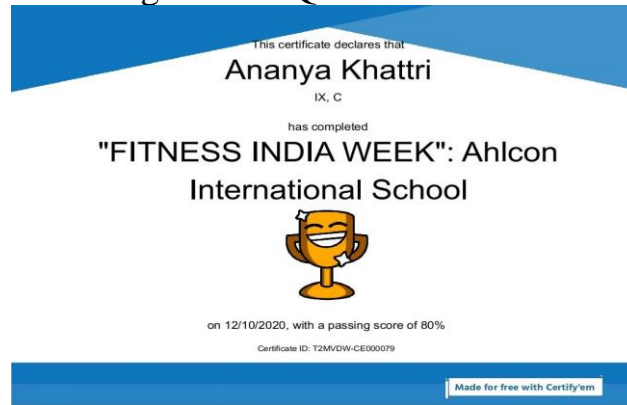 This certificate declares that
Ananya Khattri
IX, C
has completed
"FITNESS INDIA WEEK": Ahlcon
International School
on 12/10/2020, with a passing score of 80%
Certificate ID: T2MVDW-CE000079
Made for free with Certify'em